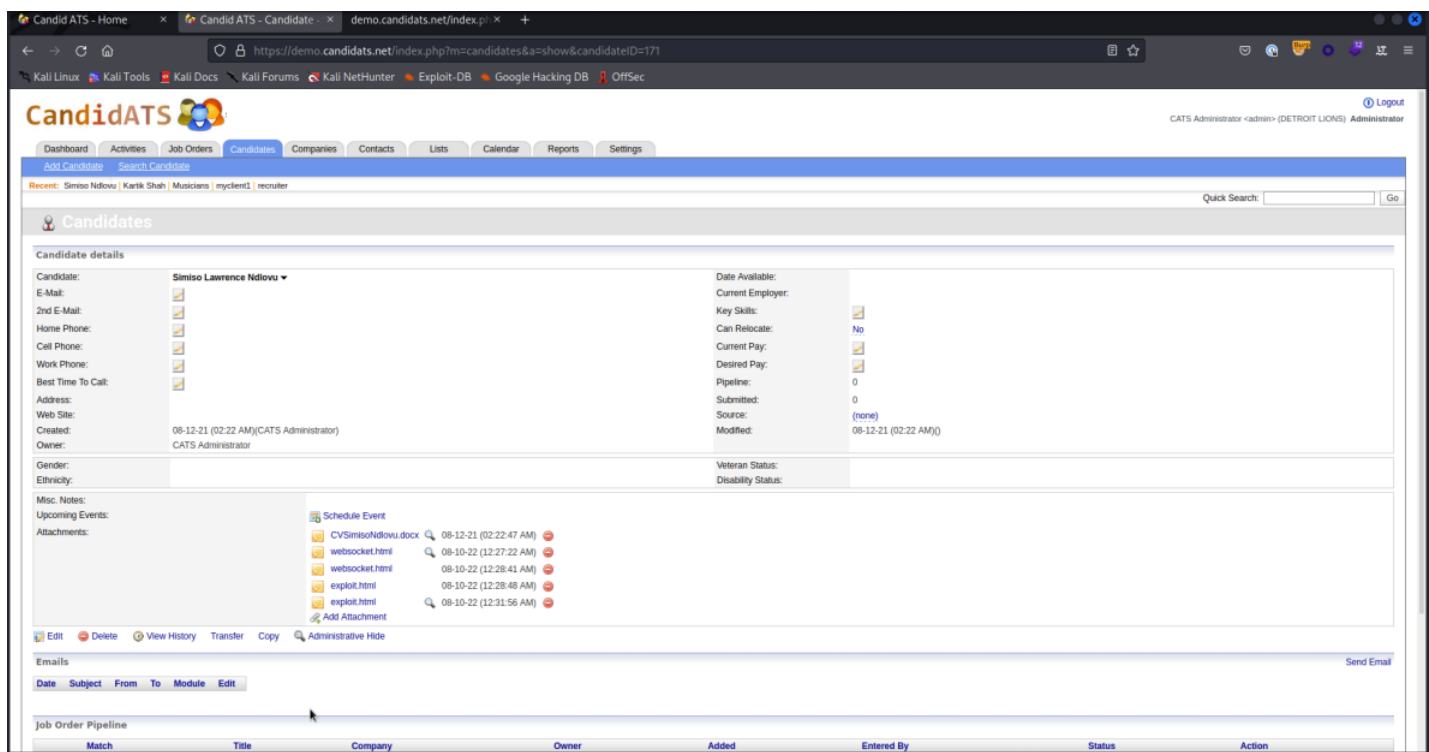 Candid ATS - Home × Candid ATS - Candidate - × demo.candidats.net/index.ph × +
https://demo.candidats.net/index.php?m=candidates&a=show&candidateID=171
Kali Linux Kali Tools Kali Docs Kali Forums Kali NetHunter Exploit-DB Google Hacking DB OffSec
Logout
CandidATS
CATS Administrator <admin> (DETROIT LIONS) Administrator
Dashboard Activities Job Orders Candidates Companies Contacts Lists Calendar Reports Settings
Add Candidate Search Candidate
Recent: Simiso Ndlovu | Kartik Shah | Musicians | myclient1 | recruiter
Quick Search: Go
Candidates
Candidate details
Candidate: Simiso Lawrence Ndlovu Date Available:
E-Mail: Current Employer:
2nd E-Mail: Key Skills:
Home Phone: Can Relocate: No
Cell Phone: Current Pay:
Work Phone: Desired Pay:
Best Time To Call: Pipeline: 0
Address: Submitted: 0
Web Site: Source: (none)
Created: 08-12-21 (02:22 AM)(CATS Administrator) Modified: 08-12-21 (02:22 AM)()
Owner: CATS Administrator
Gender: Veteran Status:
Ethnicity: Disability Status:
Misc. Notes:
Upcoming Events: Schedule Event
Attachments: CVSimisoNdlovu.docx 08-12-21 (02:22:47 AM)
websocket.html 08-10-22 (12:27:22 AM)
websocket.html 08-10-22 (12:28:41 AM)
exploit.html 08-10-22 (12:28:48 AM)
exploit.html 08-10-22 (12:31:56 AM)
Add Attachment
Edit Delete View History Transfer Copy Administrative Hide
Emails Send Email
Date Subject From To Module Edit
Job Order Pipeline
Match Title Company Owner Added Entered By Status Action